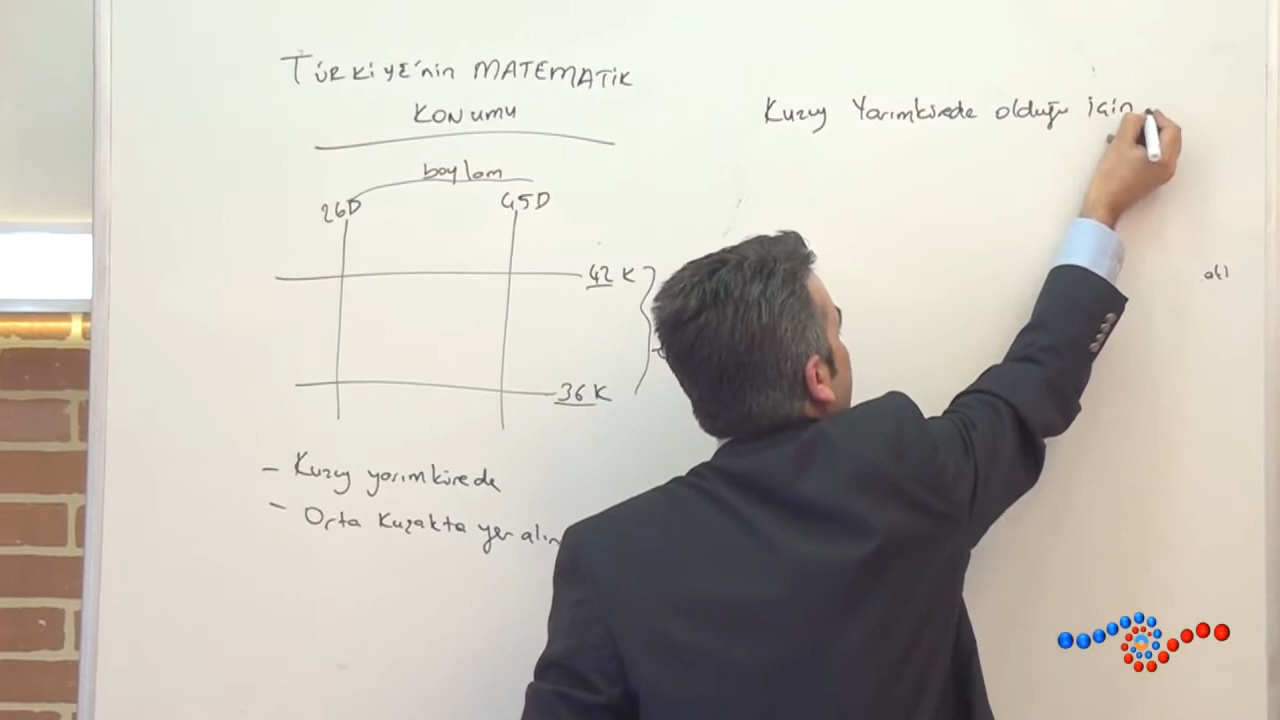 TÜRKİYE'nin MATEMATİK
KONUMU
boylam
26D 45D
42 K
36 K
- Kuzey yarımkürede
- Orta Kuşakta yer alır
Kuzey Yarımkürede olduğu için